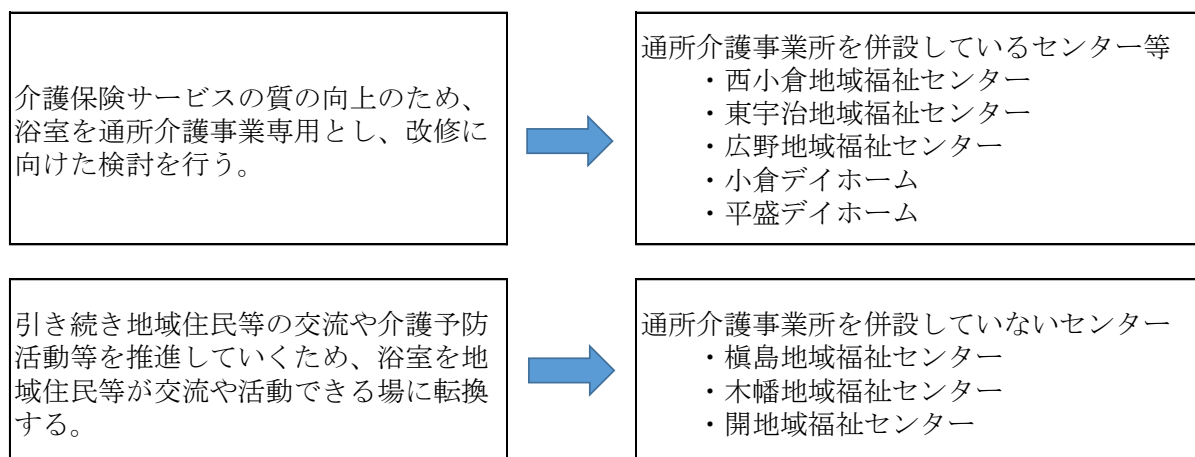 介護保険サービスの質の向上のため、
浴室を通所介護事業専用とし、改修に
向けた検討を行う。
通所介護事業所を併設しているセンター等
・西小倉地域福祉センター
・東宇治地域福祉センター
・広野地域福祉センター
・小倉デイホーム
・平盛デイホーム
引き続き地域住民等の交流や介護予防
活動等を推進していくため、浴室を地
域住民等が交流や活動できる場に転換
する。
通所介護事業所を併設していないセンター
・槇島地域福祉センター
・木幡地域福祉センター
・開地域福祉センター